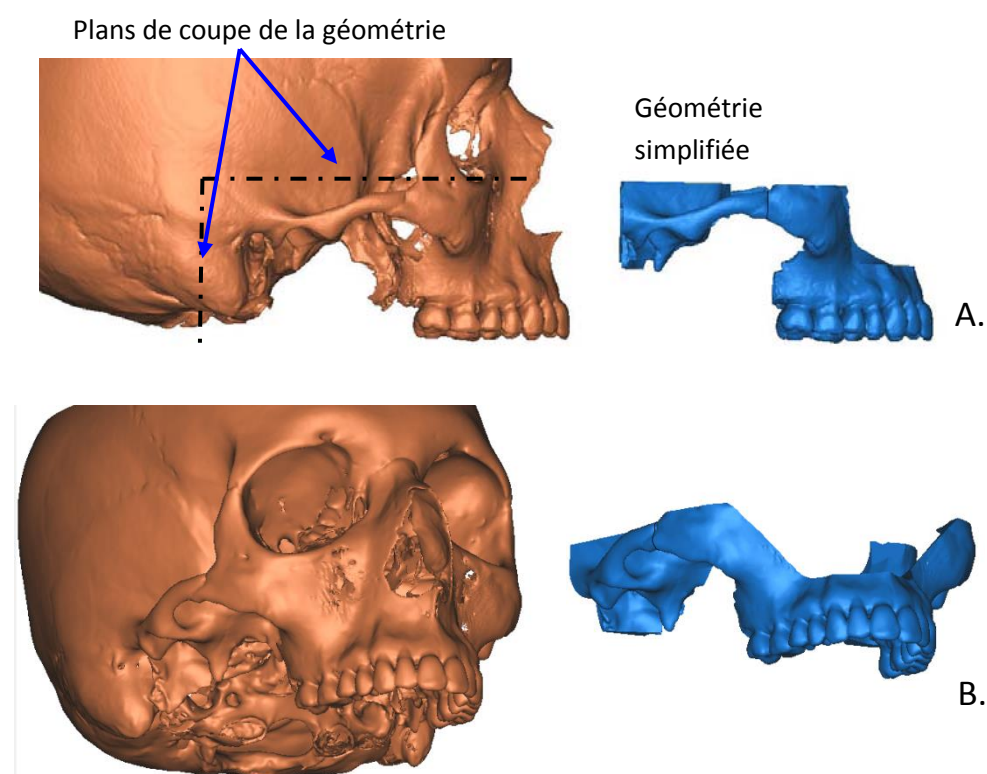 Plans de coupe de la géométrie
Géométrie
simplifiée
A.
B.